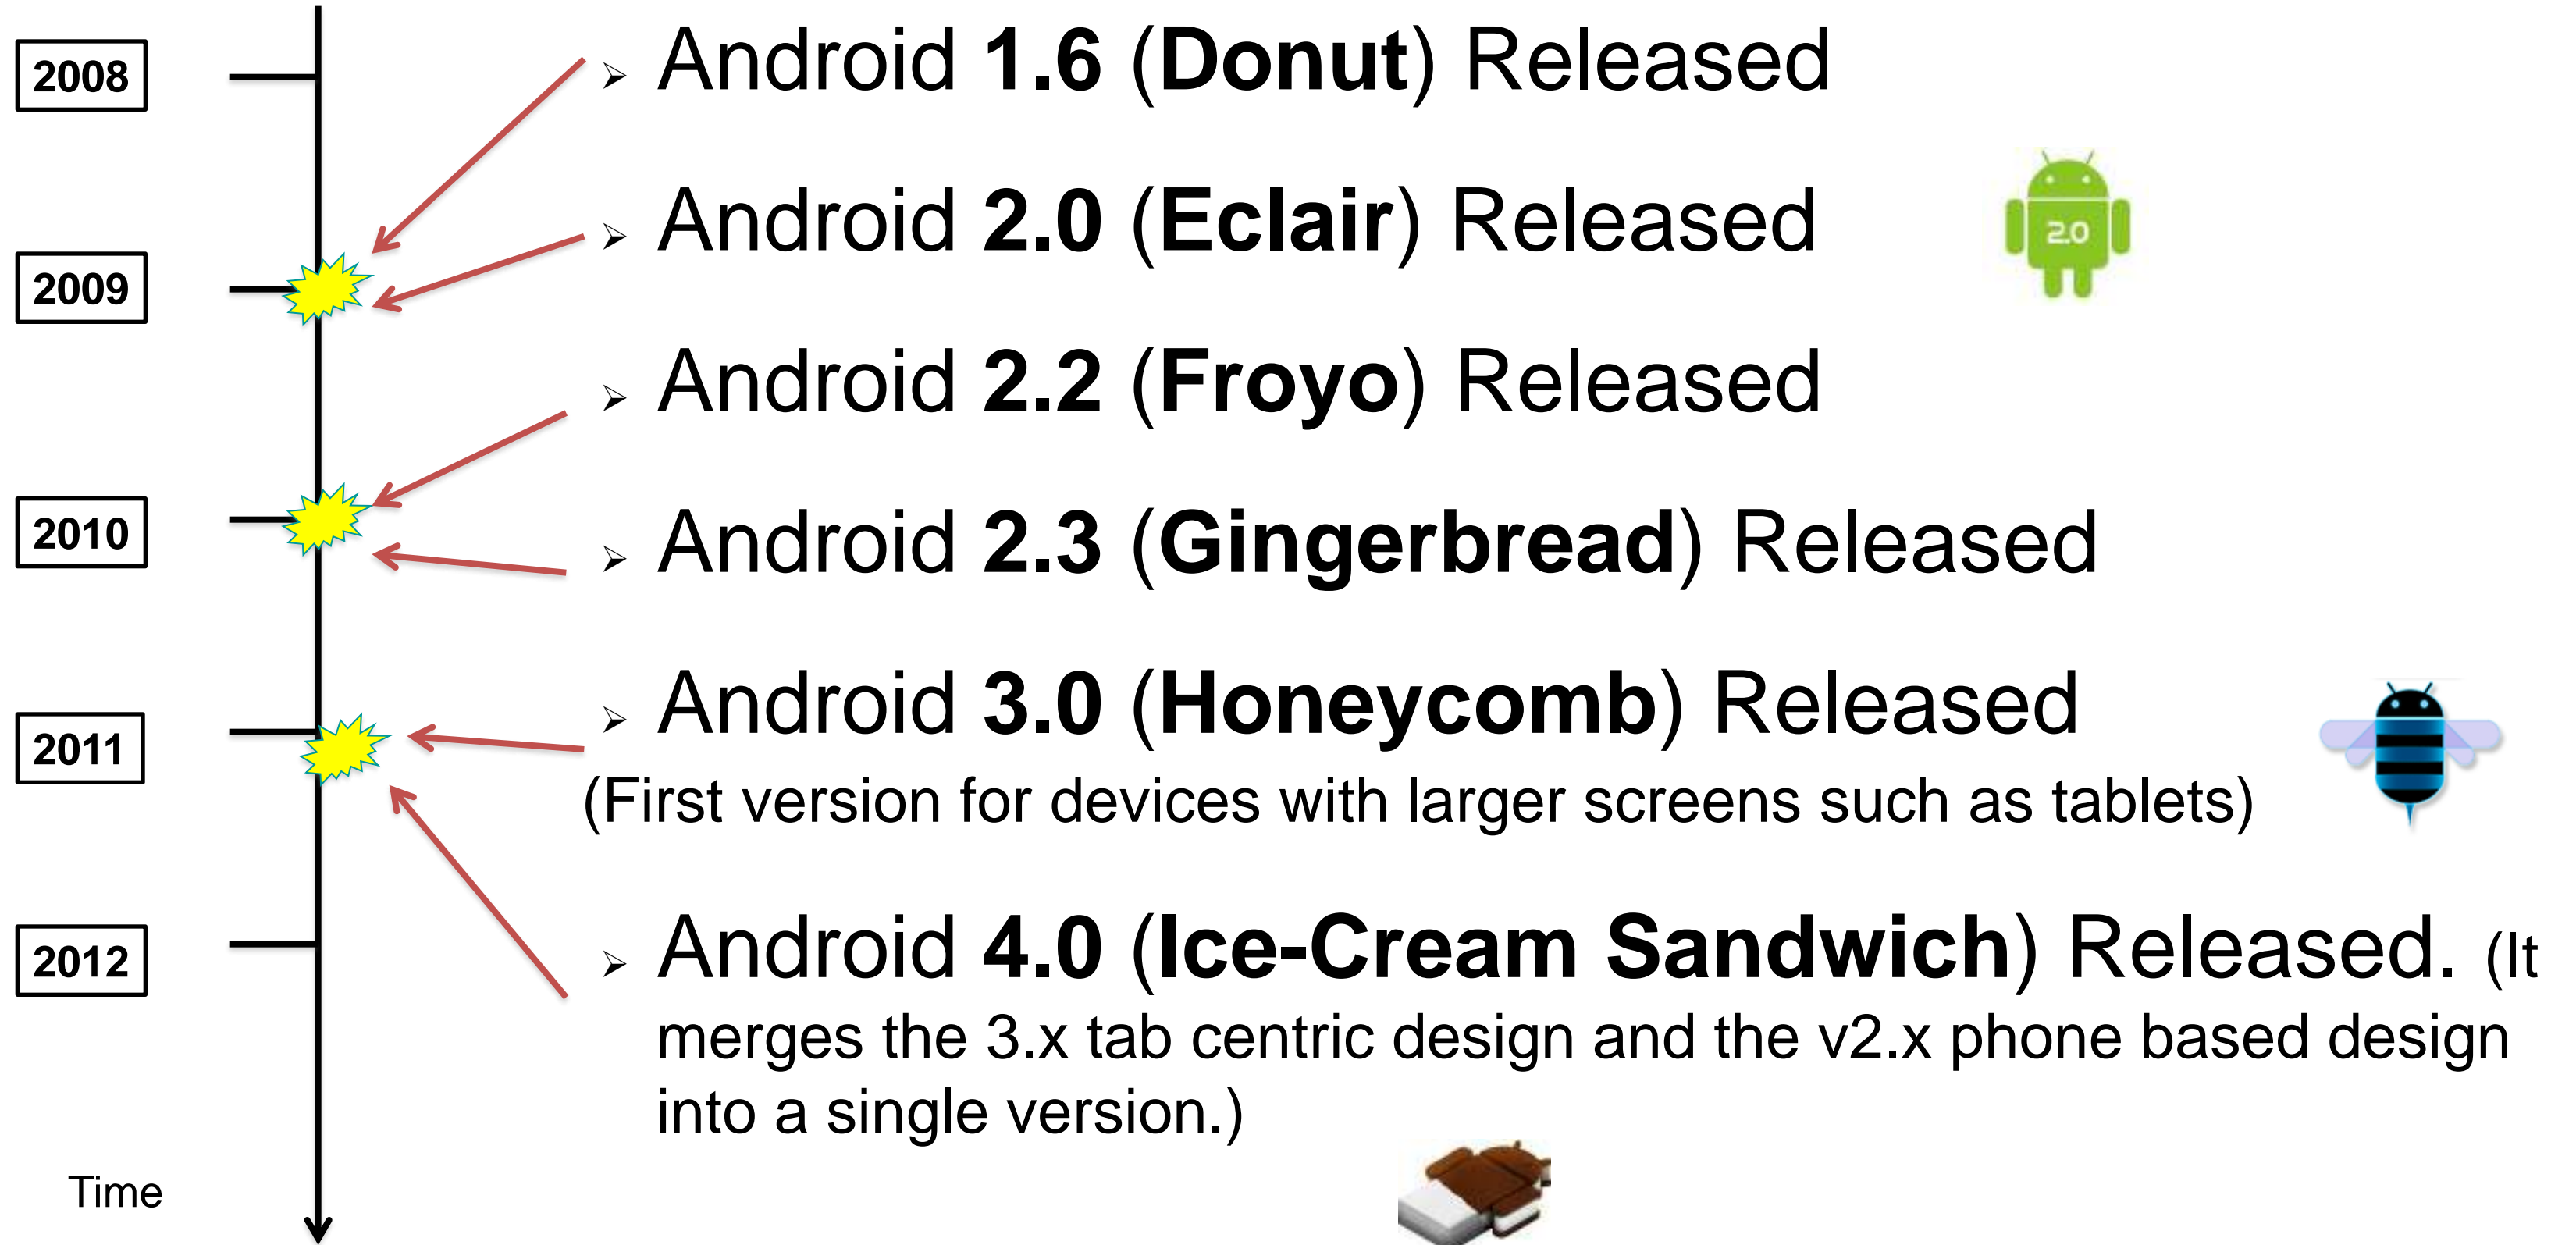 2008
➢ Android 1.6 (Donut) Released
➢ Android 2.0 (Eclair) Released
2.0
2009
➢ Android 2.2 (Froyo) Released
2010
➢ Android 2.3 (Gingerbread) Released
2011
➢ Android 3.0 (Honeycomb) Released
(First version for devices with larger screens such as tablets)
2012
➢ Android 4.0 (Ice-Cream Sandwich) Released. (It
merges the 3.x tab centric design and the v2.x phone based design
into a single version.)
Time